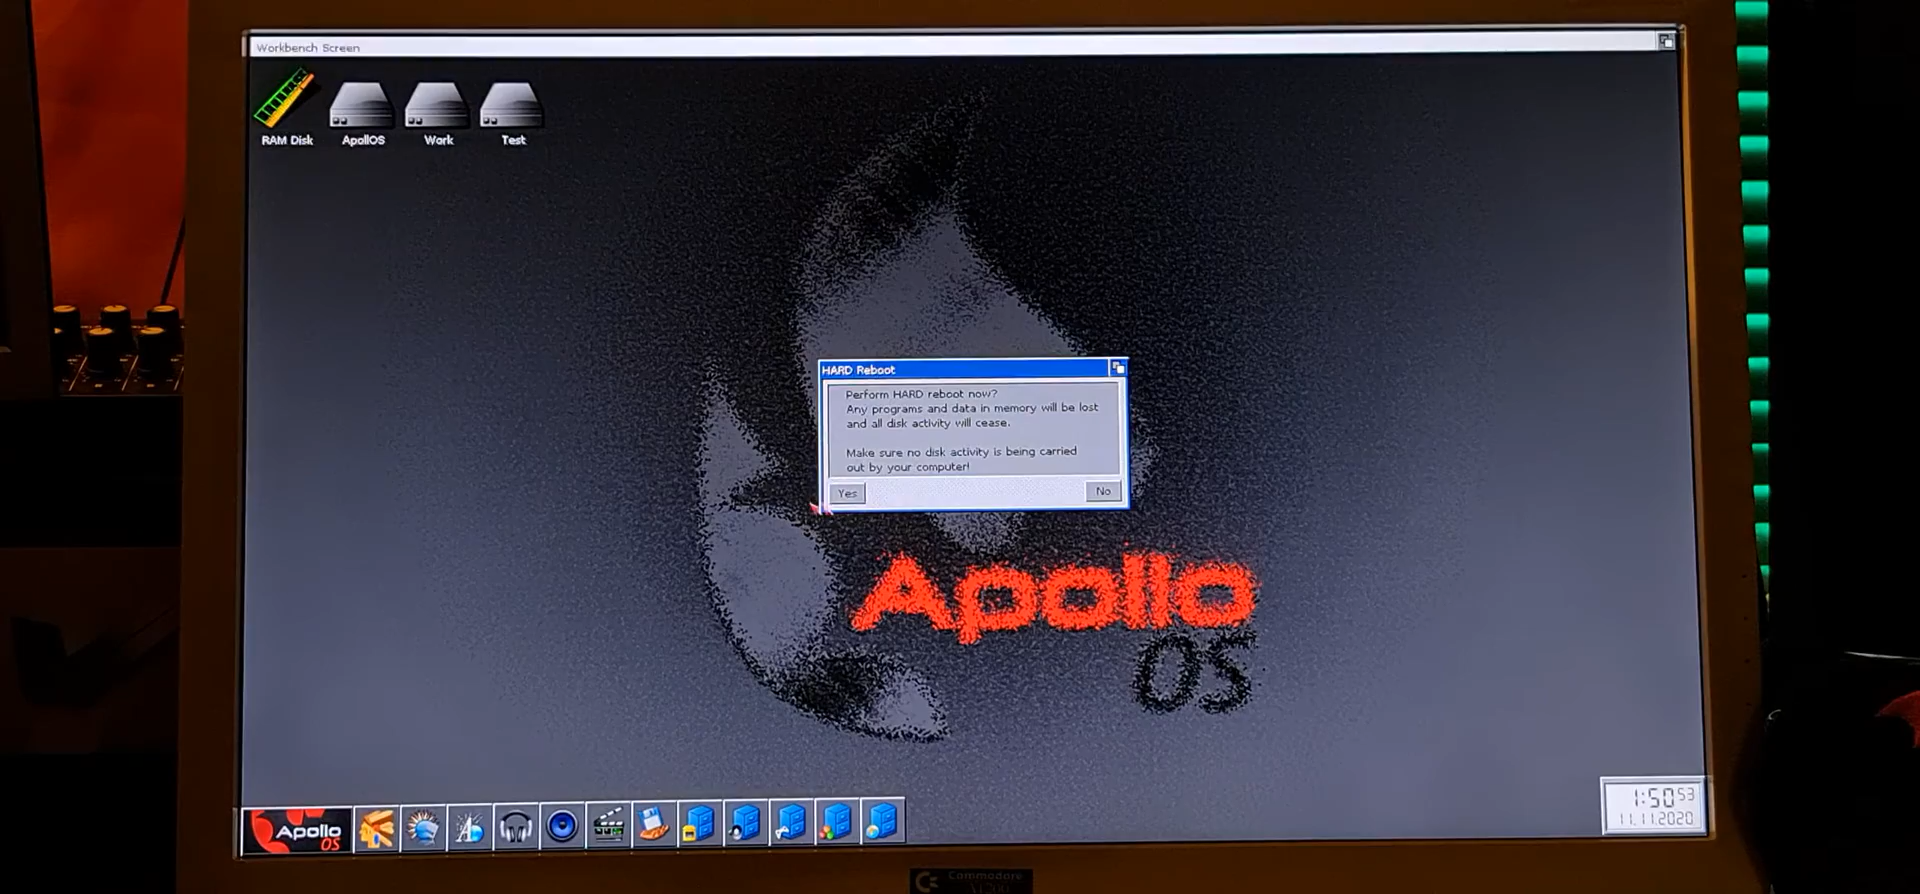 Workbench Screen
RAM Disk
ApollOS
Work
Test
HARD Reboot
Perform HARD reboot now?
Any programs and data in memory will be lost
and all disk activity will cease.
Make sure no disk activity is being carried
out by your computer!
Yes
No
Apollo
OS
Apollo
OS
1:50 53
11.11.2020
Commodore